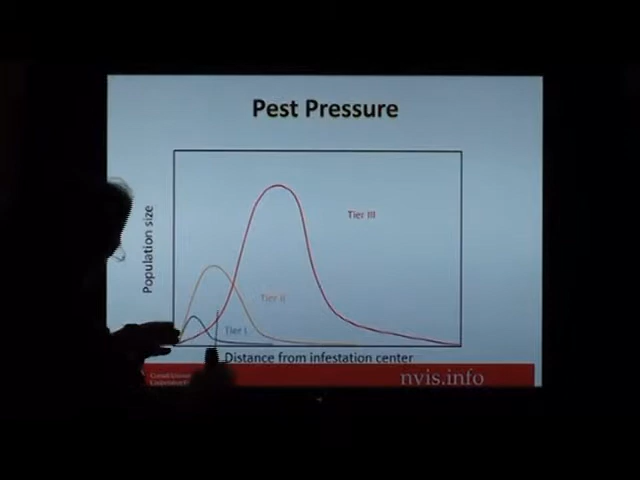 Pest Pressure
Population size
Tier III
Tier II
Tier I
Distance from infestation center
nvis.info